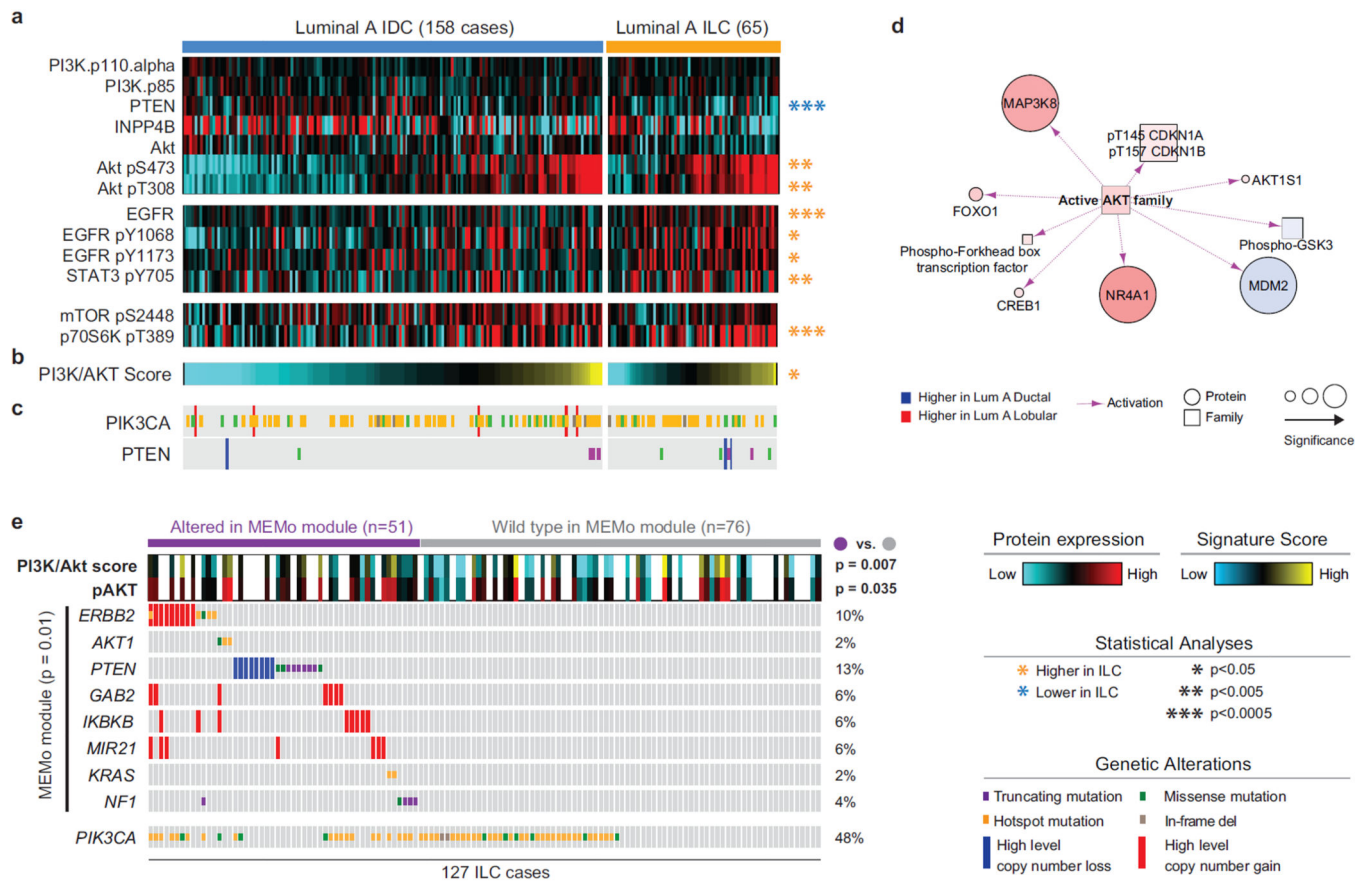 a
Luminal A IDC (158 cases)
Luminal A ILC (65)
PI3K.p110.alpha
PI3K.p85
PTEN
***
INPP4B
Akt
Akt pS473
**
Akt pT308
**
EGFR
***
EGFR pY1068
*
EGFR pY1173
*
STAT3 pY705
**
mTOR pS2448
p70S6K pT389
***
b
PI3K/AKT Score
*
c
PIK3CA
PTEN
d
MAP3K8
pT145 CDKN1A
pT157 CDKN1B
AKT1S1
FOXO1
Active AKT family
Phospho-GSK3
Phospho-Forkhead box
transcription factor
CREB1
NR4A1
MDM2
Higher in Lum A Ductal
Higher in Lum A Lobular
Activation
Protein
Family
Significance
e
Altered in MEMo module (n=51)
Wild type in MEMo module (n=76)
vs.
PI3K/Akt score
p = 0.007
pAKT
p = 0.035
MEMo module (p = 0.01)
ERBB2
10%
AKT1
2%
PTEN
13%
GAB2
6%
IKBKB
6%
MIR21
6%
KRAS
2%
NF1
4%
PIK3CA
48%
127 ILC cases
Protein expression
Low
High
Signature Score
Low
High
Statistical Analyses
* Higher in ILC
* Lower in ILC
* p<0.05
** p<0.005
*** p<0.0005
Genetic Alterations
Truncating mutation
Missense mutation
Hotspot mutation
In-frame del
High level
copy number loss
High level
copy number gain